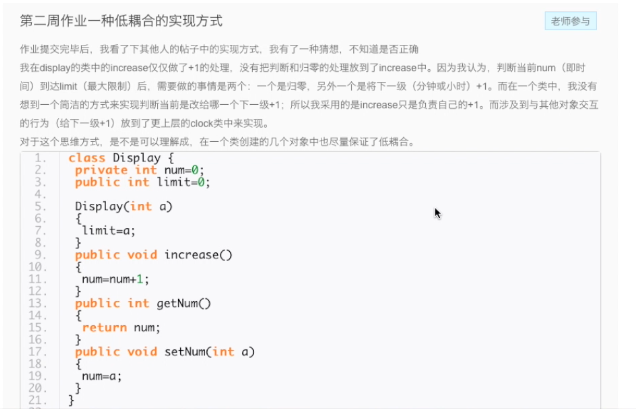 第二周作业一种低耦合的实现方式
老师参与
作业提交完毕后，我看了下其他人的帖子中的实现方式，我有了一种猜想，不知道是否正确
我在display的类中的increase仅仅做了+1的处理，没有把判断和归零的处理放到了increase中。因为我认为，判断当前num（即时
间）到达limit（最大限制）后，需要做的事情是两个：一个是归零，另外一个是将下一级（分钟或小时）+1。而在一个类中，我没有
想到一个简洁的方式来实现判断当前是改给哪一个下一级+1；所以我采用的是increase只是负责自己的+1。而涉及到与其他对象交互
的行为（给下一级+1）放到了更上层的clock类中来实现。
对于这个思维方式，是不是可以理解成，在一个类创建的几个对象中也尽量保证了低耦合。
1. class Display {
2. private int num=0;
3. public int limit=0;
4.
5. Display(int a)
6. {
7. limit=a;
8. }
9. public void increase()
10. {
11. num=num+1;
12. }
13. public int getNum()
14. {
15. return num;
16. }
17. public void setNum(int a)
18. {
19. num=a;
20. }
21. }